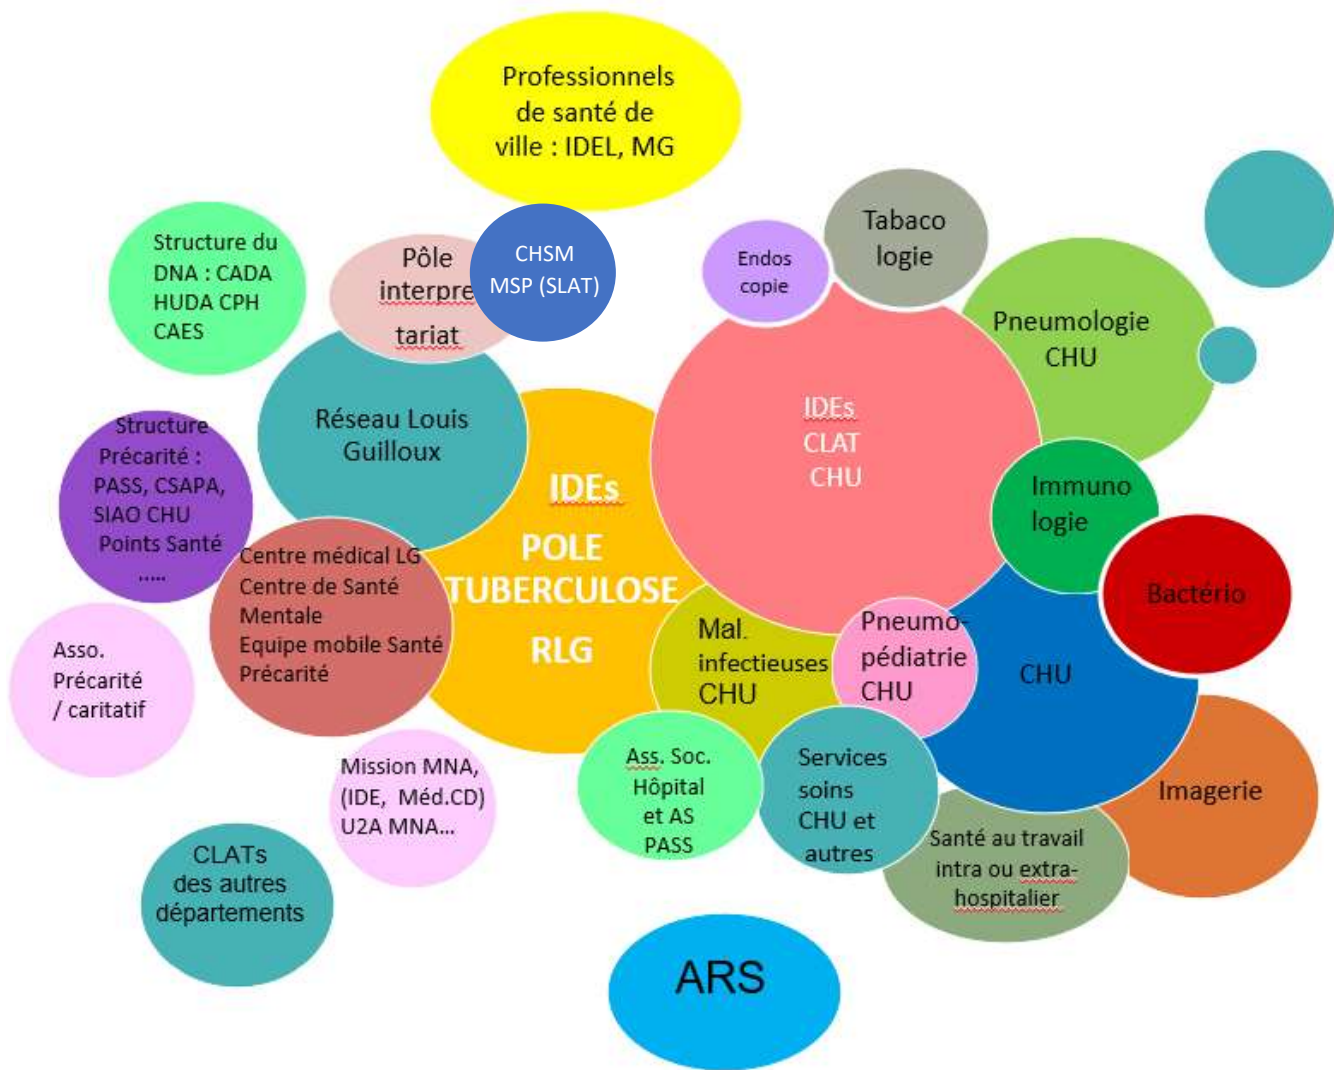 Professionnels
de santé de
ville : IDEL, MG
Structure du
DNA : CADA
HUDA CPH
CAES
Pôle
interpre
tariat
CHSM
MSP (SLAT)
Endos
copie
Tabaco
logie
Pneumologie
CHU
Réseau Louis
Guilloux
IDEs
CLAT
CHU
Structure
Précarité :
PASS, CSAPA,
SIAO CHU
Points Santé
.....
IDEs
POLE
TUBERCULOSE
RLG
Immuno
logie
Bactério
Centre médical LG
Centre de Santé
Mentale
Equipe mobile Santé
Précarité
Asso.
Précarité
/ caritatif
Mal.
infectieuses
CHU
Pneumo-
pédiatrie
CHU
CHU
Mission MNA,
(IDE, Méd.CD)
U2A MNA...
Ass. Soc.
Hôpital
et AS
PASS
Services
soins
CHU et
autres
Imagerie
Santé au travail
intra ou extra-
hospitalier
CLATs
des autres
départements
ARS